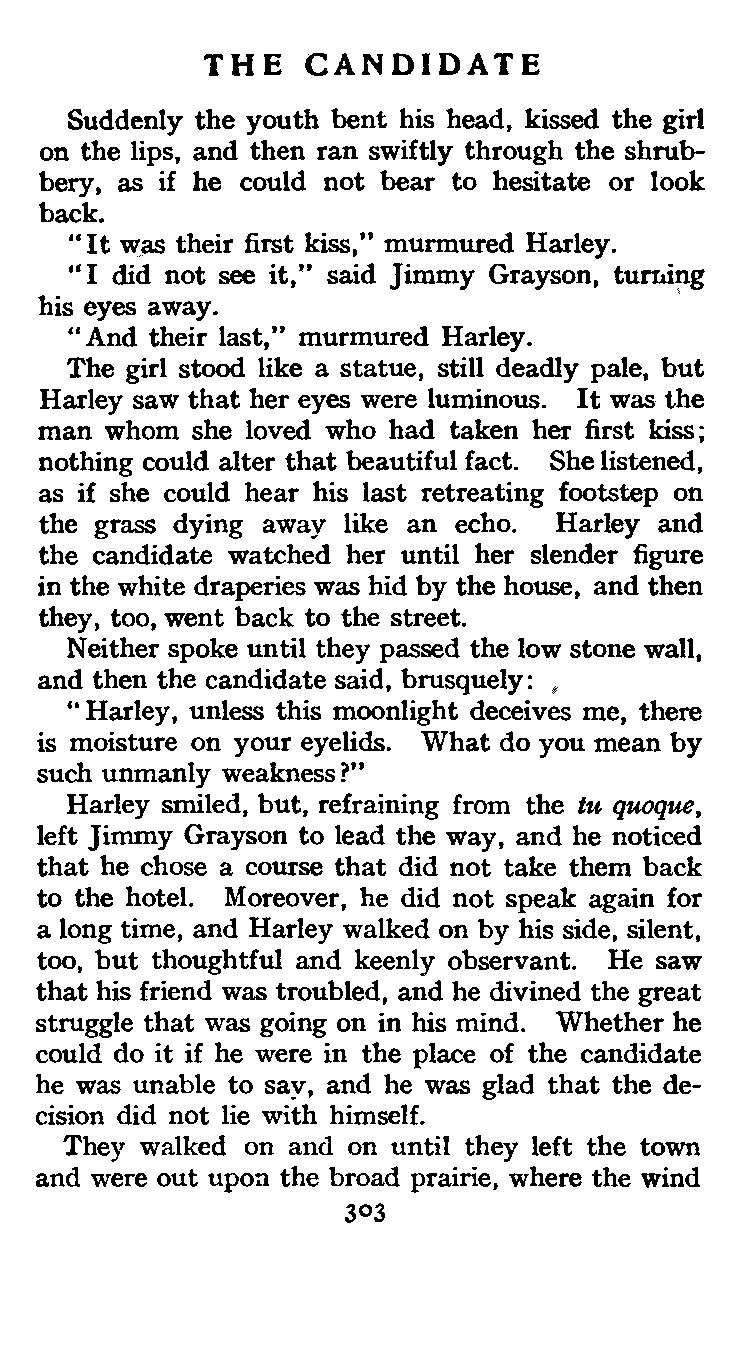 THE CANDIDATE
Suddenly the youth bent his head, kissed the girl
on the lips, and then ran swiftly through the shrub-
bery, as if he could not bear to hesitate or look
back.
"It was their first kiss," murmured Harley.
"I did not see it," said Jimmy Grayson, turning
his eyes away.
"And their last," murmured Harley.
The girl stood like a statue, still deadly pale, but
Harley saw that her eyes were luminous. It was the
man whom she loved who had taken her first kiss;
nothing could alter that beautiful fact. She listened,
as if she could hear his last retreating footstep on
the grass dying away like an echo. Harley and
the candidate watched her until her slender figure
in the white draperies was hid by the house, and then
they, too, went back to the street.
Neither spoke until they passed the low stone wall,
and then the candidate said, brusquely:
"Harley, unless this moonlight deceives me, there
is moisture on your eyelids. What do you mean by
such unmanly weakness?"
Harley smiled, but, refraining from the tu quoque,
left Jimmy Grayson to lead the way, and he noticed
that he chose a course that did not take them back
to the hotel. Moreover, he did not speak again for
a long time, and Harley walked on by his side, silent,
too, but thoughtful and keenly observant. He saw
that his friend was troubled, and he divined the great
struggle that was going on in his mind. Whether he
could do it if he were in the place of the candidate
he was unable to say, and he was glad that the de-
cision did not lie with himself.
They walked on and on until they left the town
and were out upon the broad prairie, where the wind
303